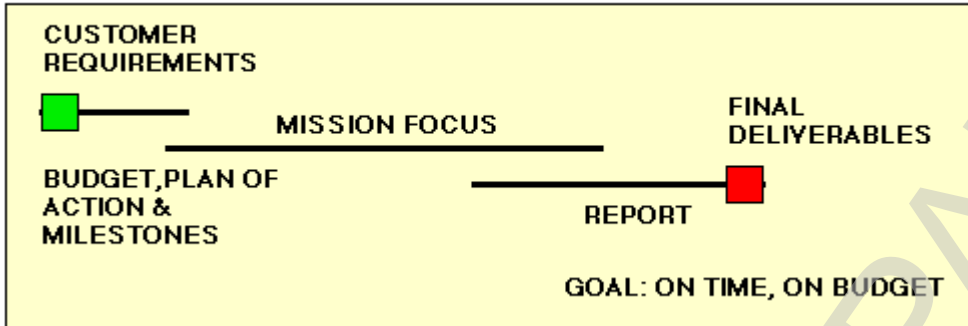 CUSTOMER
REQUIREMENTS
MISSION FOCUS
FINAL
DELIVERABLES
BUDGET,PLAN OF
ACTION &
MILESTONES
REPORT
GOAL: ON TIME, ON BUDGET